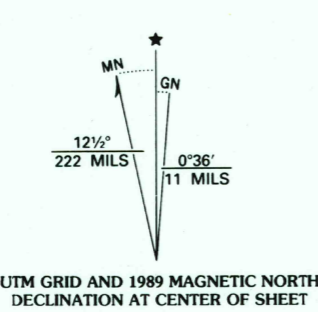 MN
GN
12½°
222 MILS
0°36′
11 MILS
UTM GRID AND 1989 MAGNETIC NORTH
DECLINATION AT CENTER OF SHEET